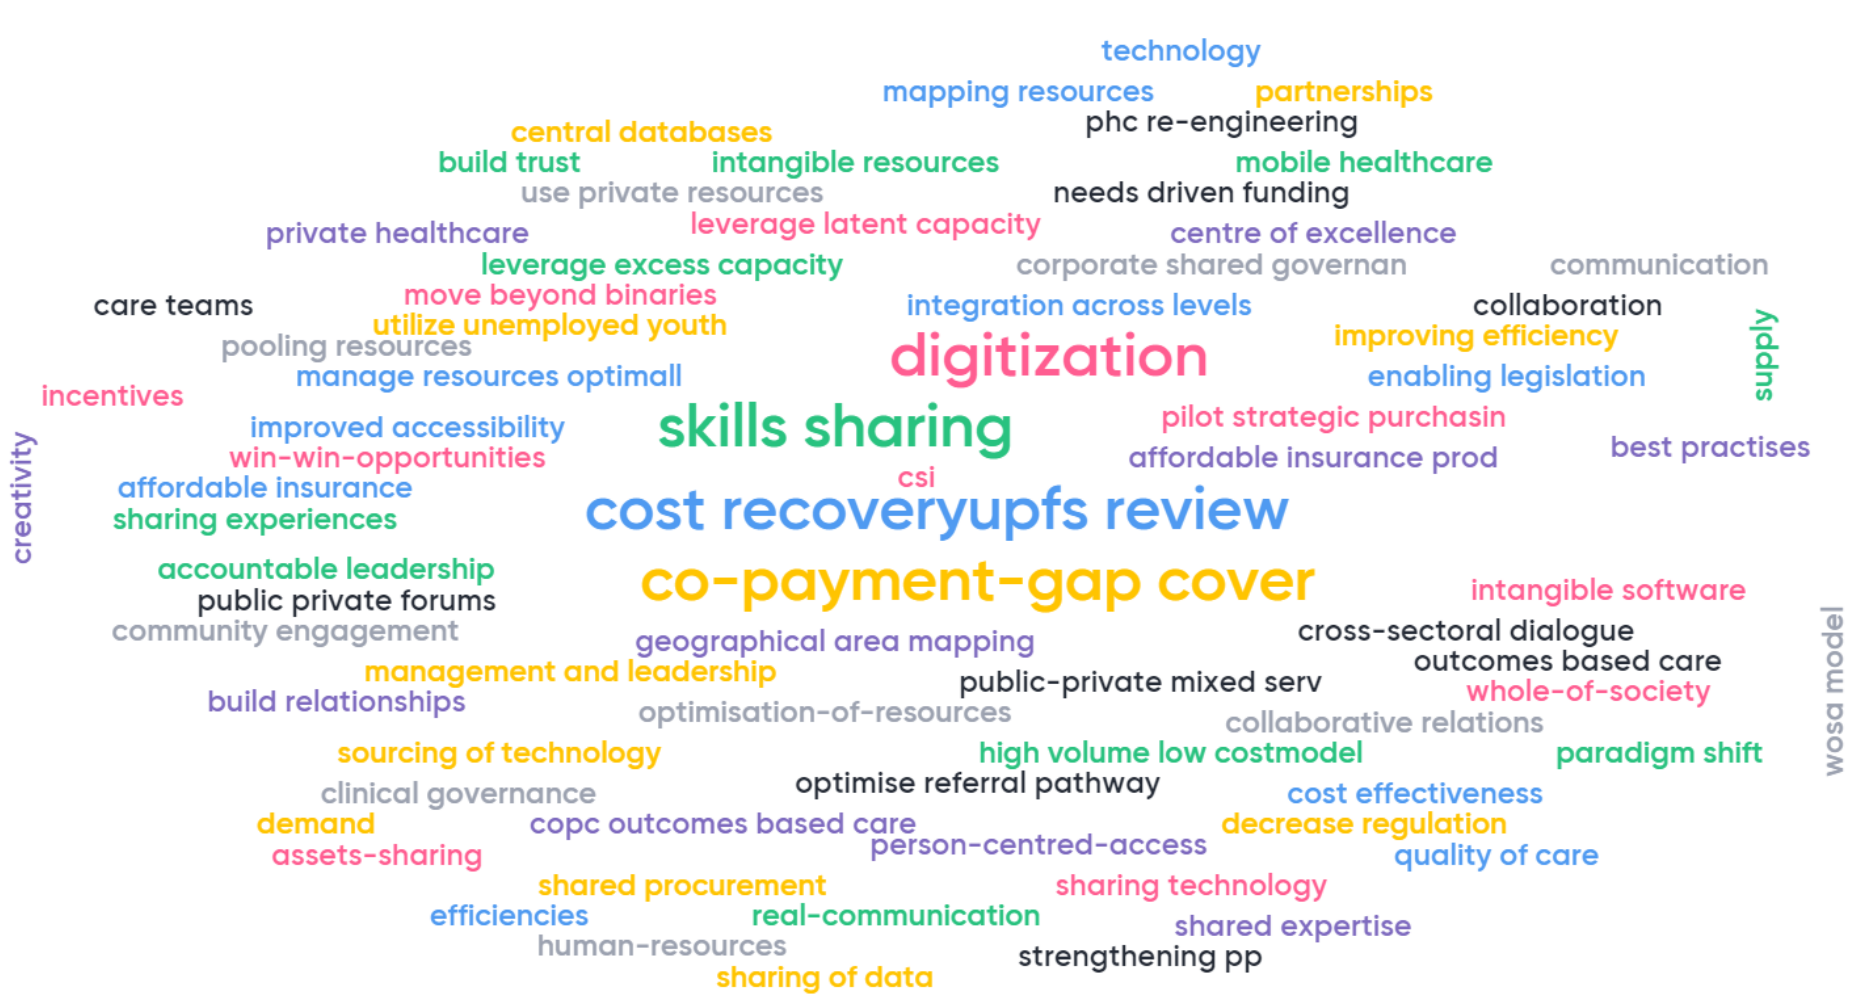 technology
mapping resources
partnerships
phc re-engineering
central databases
build trust
intangible resources
mobile healthcare
use private resources
needs driven funding
leverage latent capacity
private healthcare
centre of excellence
leverage excess capacity
corporate shared governan
communication
move beyond binaries
care teams
integration across levels
collaboration
utilize unemployed youth
improving efficiency
supply
pooling resources
digitization
manage resources optimall
enabling legislation
incentives
pilot strategic purchasin
improved accessibility
skills sharing
best practises
win-win-opportunities
affordable insurance prod
csi
creativity
affordable insurance
cost recoveryupfs review
sharing experiences
accountable leadership
co-payment-gap cover
intangible software
public private forums
community engagement
cross-sectoral dialogue
geographical area mapping
outcomes based care
management and leadership
public-private mixed serv
whole-of-society
wosa model
build relationships
optimisation-of-resources
collaborative relations
sourcing of technology
high volume low costmodel
paradigm shift
optimise referral pathway
clinical governance
cost effectiveness
demand
copc outcomes based care
decrease regulation
person-centred-access
assets-sharing
quality of care
shared procurement
sharing technology
efficiencies
real-communication
shared expertise
human-resources
strengthening pp
sharing of data